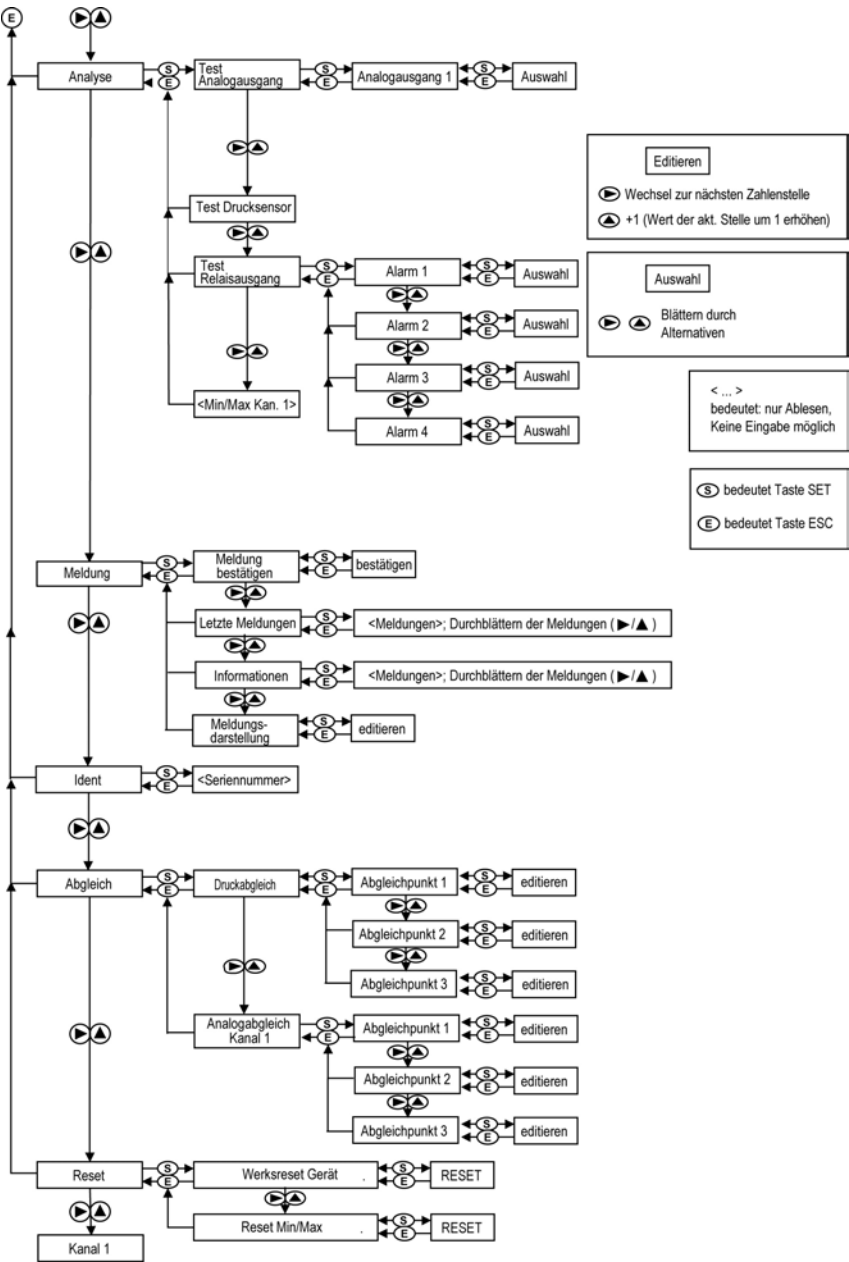 E
Analyse
S
E
Test
Analogausgang
S
E
Analogausgang 1
S
E
Auswahl
Test Drucksensor
Test
Relaisausgang
S
E
Alarm 1
S
E
Auswahl
Alarm 2
S
E
Auswahl
Alarm 3
S
E
Auswahl
<Min/Max Kan. 1>
Alarm 4
S
E
Auswahl
Editieren
Wechsel zur nächsten Zahlenstelle
+1 (Wert der akt. Stelle um 1 erhöhen)
Auswahl
Blättern durch
Alternativen
< ... >
bedeutet: nur Ablesen,
Keine Eingabe möglich
S bedeutet Taste SET
E bedeutet Taste ESC
Meldung
S
E
Meldung
bestätigen
S
E
bestätigen
Letzte Meldungen
S
E
<Meldungen>; Durchblättern der Meldungen ( ▶/▲ )
Informationen
S
E
<Meldungen>; Durchblättern der Meldungen ( ▶/▲ )
Meldungs-
darstellung
S
E
editieren
Ident
S
E
<Seriennummer>
Abgleich
S
E
Druckabgleich
S
E
Abgleichpunkt 1
S
E
editieren
Abgleichpunkt 2
S
E
editieren
Abgleichpunkt 3
S
E
editieren
Analogabgleich
Kanal 1
S
E
Abgleichpunkt 1
S
E
editieren
Abgleichpunkt 2
S
E
editieren
Abgleichpunkt 3
S
E
editieren
Reset
S
E
Werksreset Gerät .
S
E
RESET
Reset Min/Max .
S
E
RESET
Kanal 1